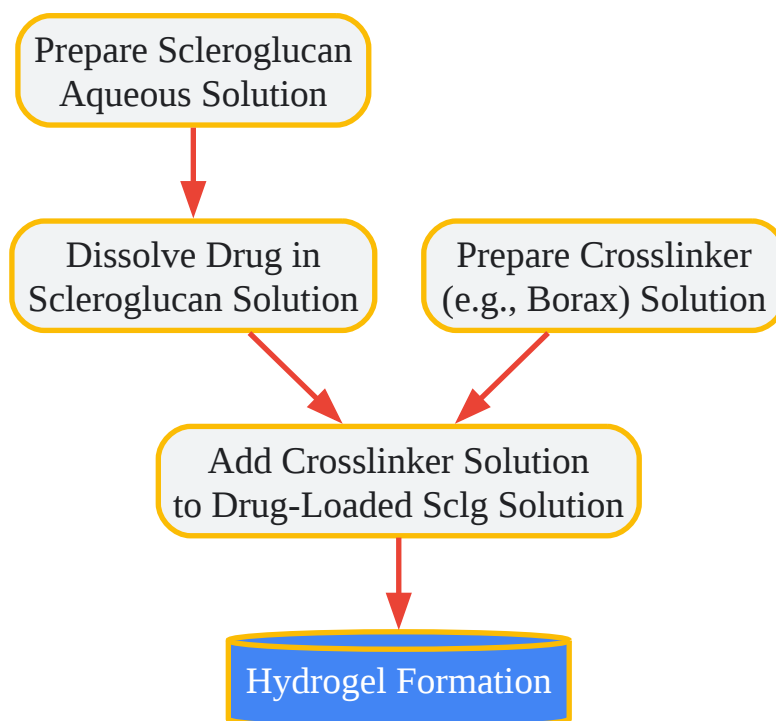 Prepare Scleroglucan
Aqueous Solution
Dissolve Drug in
Scleroglucan Solution
Prepare Crosslinker
(e.g., Borax) Solution
Add Crosslinker Solution
to Drug-Loaded Sclg Solution
Hydrogel Formation